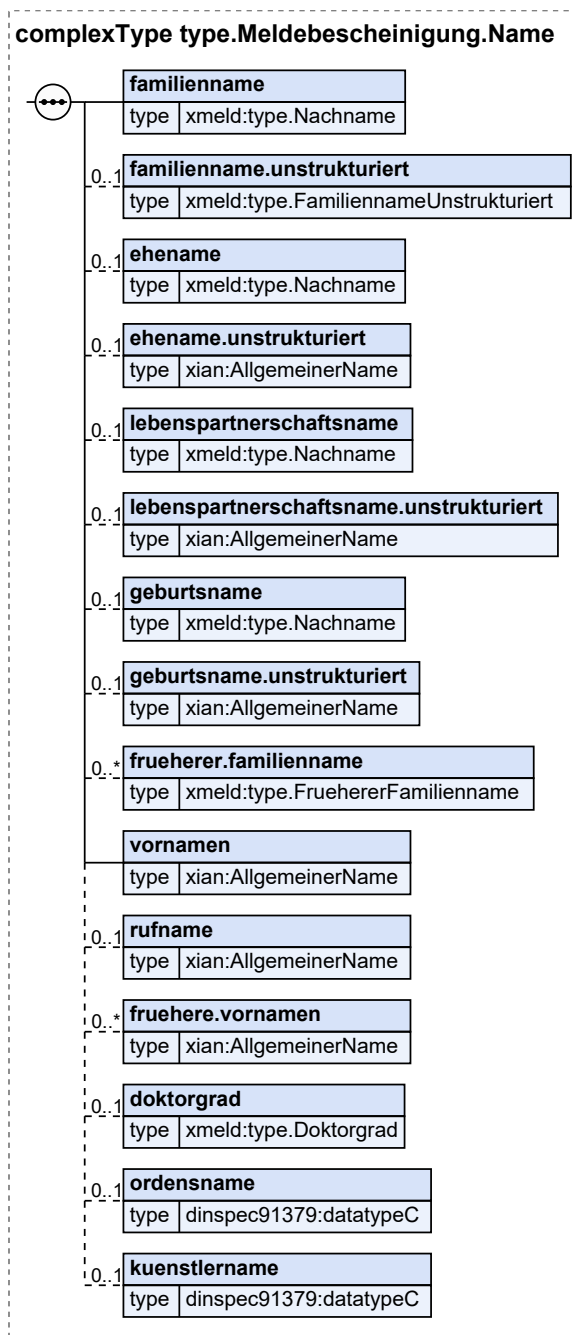 complexType type.Meldebescheinigung.Name
familienname
type xmeld:type.Nachname
0..1 familienname.unstrukturiert
type xmeld:type.FamiliennameUnstrukturiert
0..1 ehename
type xmeld:type.Nachname
0..1 ehename.unstrukturiert
type xian:AllgemeinerName
0..1 lebenspartnerschaftsname
type xmeld:type.Nachname
0..1 lebenspartnerschaftsname.unstrukturiert
type xian:AllgemeinerName
0..1 geburtsname
type xmeld:type.Nachname
0..1 geburtsname.unstrukturiert
type xian:AllgemeinerName
0..* frueherer.familienname
type xmeld:type.FruehererFamilienname
vornamen
type xian:AllgemeinerName
0..1 rufname
type xian:AllgemeinerName
0..* fruehere.vornamen
type xian:AllgemeinerName
0..1 doktorgrad
type xmeld:type.Doktorgrad
0..1 ordensname
type dinspec91379:datatypeC
0..1 kuenstlername
type dinspec91379:datatypeC